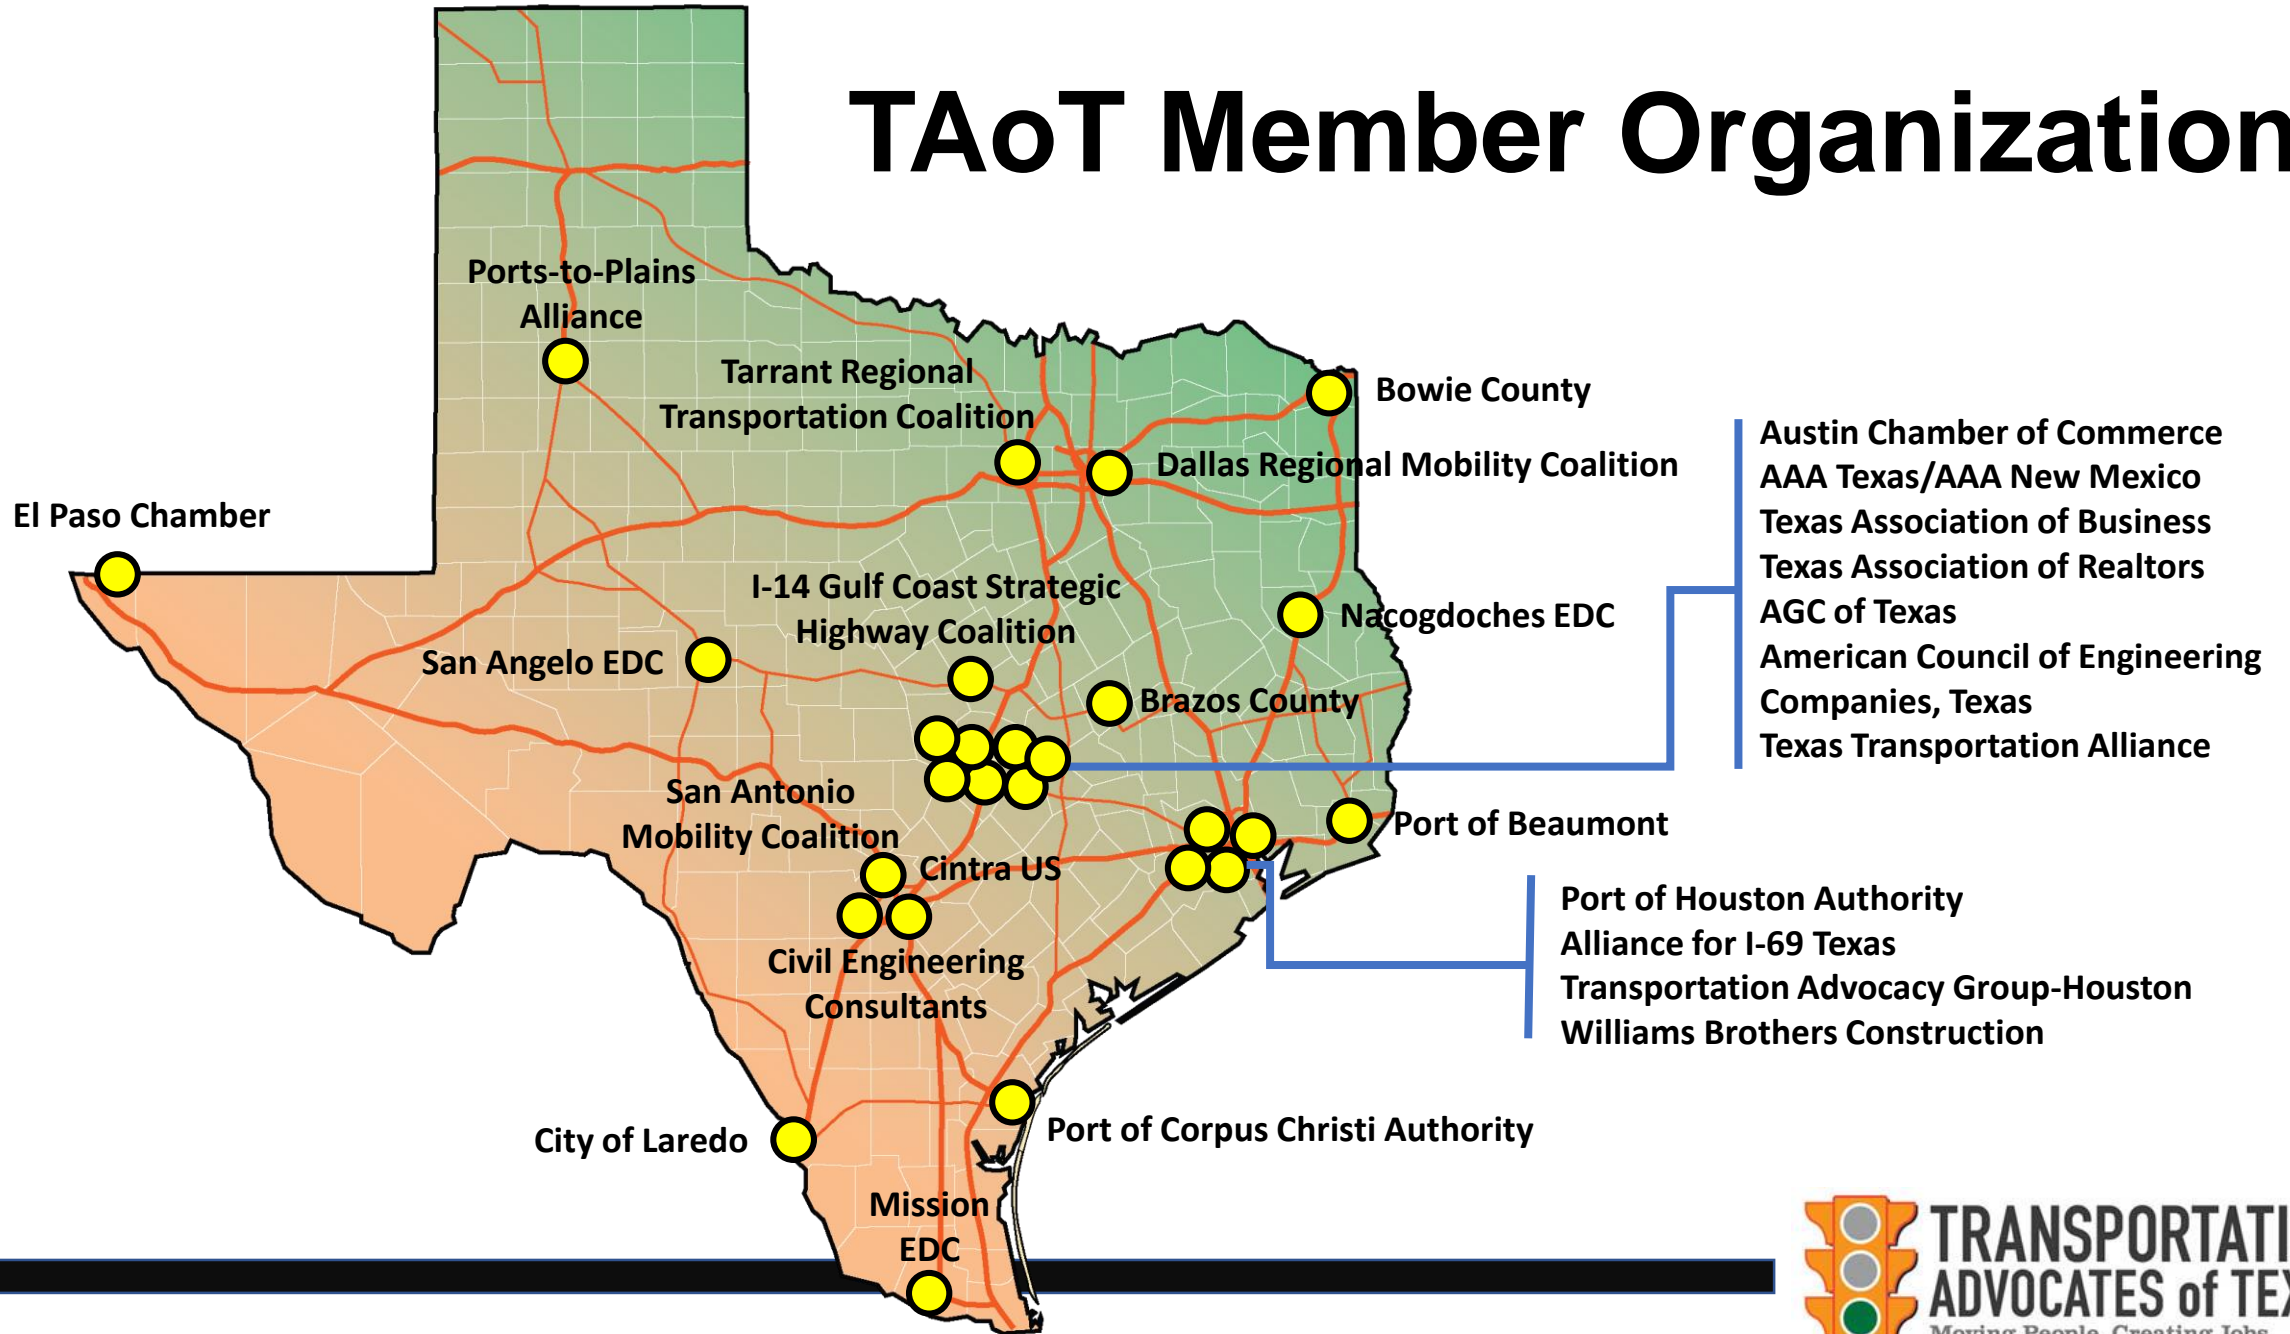 TAoT Member Organization
Ports-to-Plains
Alliance
Tarrant Regional
Transportation Coalition
Bowie County
Dallas Regional Mobility Coalition
El Paso Chamber
I-14 Gulf Coast Strategic
Highway Coalition
Nacogdoches EDC
San Angelo EDC
Brazos County
Austin Chamber of Commerce
AAA Texas/AAA New Mexico
Texas Association of Business
Texas Association of Realtors
AGC of Texas
American Council of Engineering
Companies, Texas
Texas Transportation Alliance
San Antonio
Mobility Coalition
Cintra US
Port of Beaumont
Civil Engineering
Consultants
Port of Houston Authority
Alliance for I-69 Texas
Transportation Advocacy Group-Houston
Williams Brothers Construction
City of Laredo
Port of Corpus Christi Authority
Mission
EDC
TRANSPORTATI
ADVOCATES of TEX
Moving People, Creating Jobs